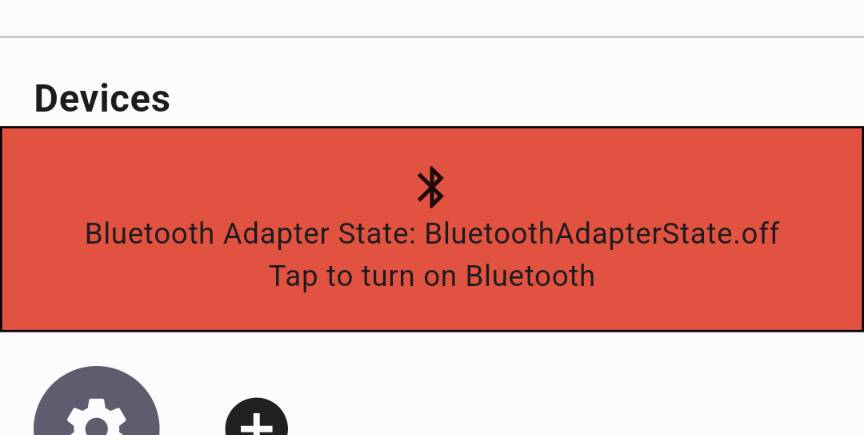 Devices
Bluetooth Adapter State: BluetoothAdapterState.off
Tap to turn on Bluetooth